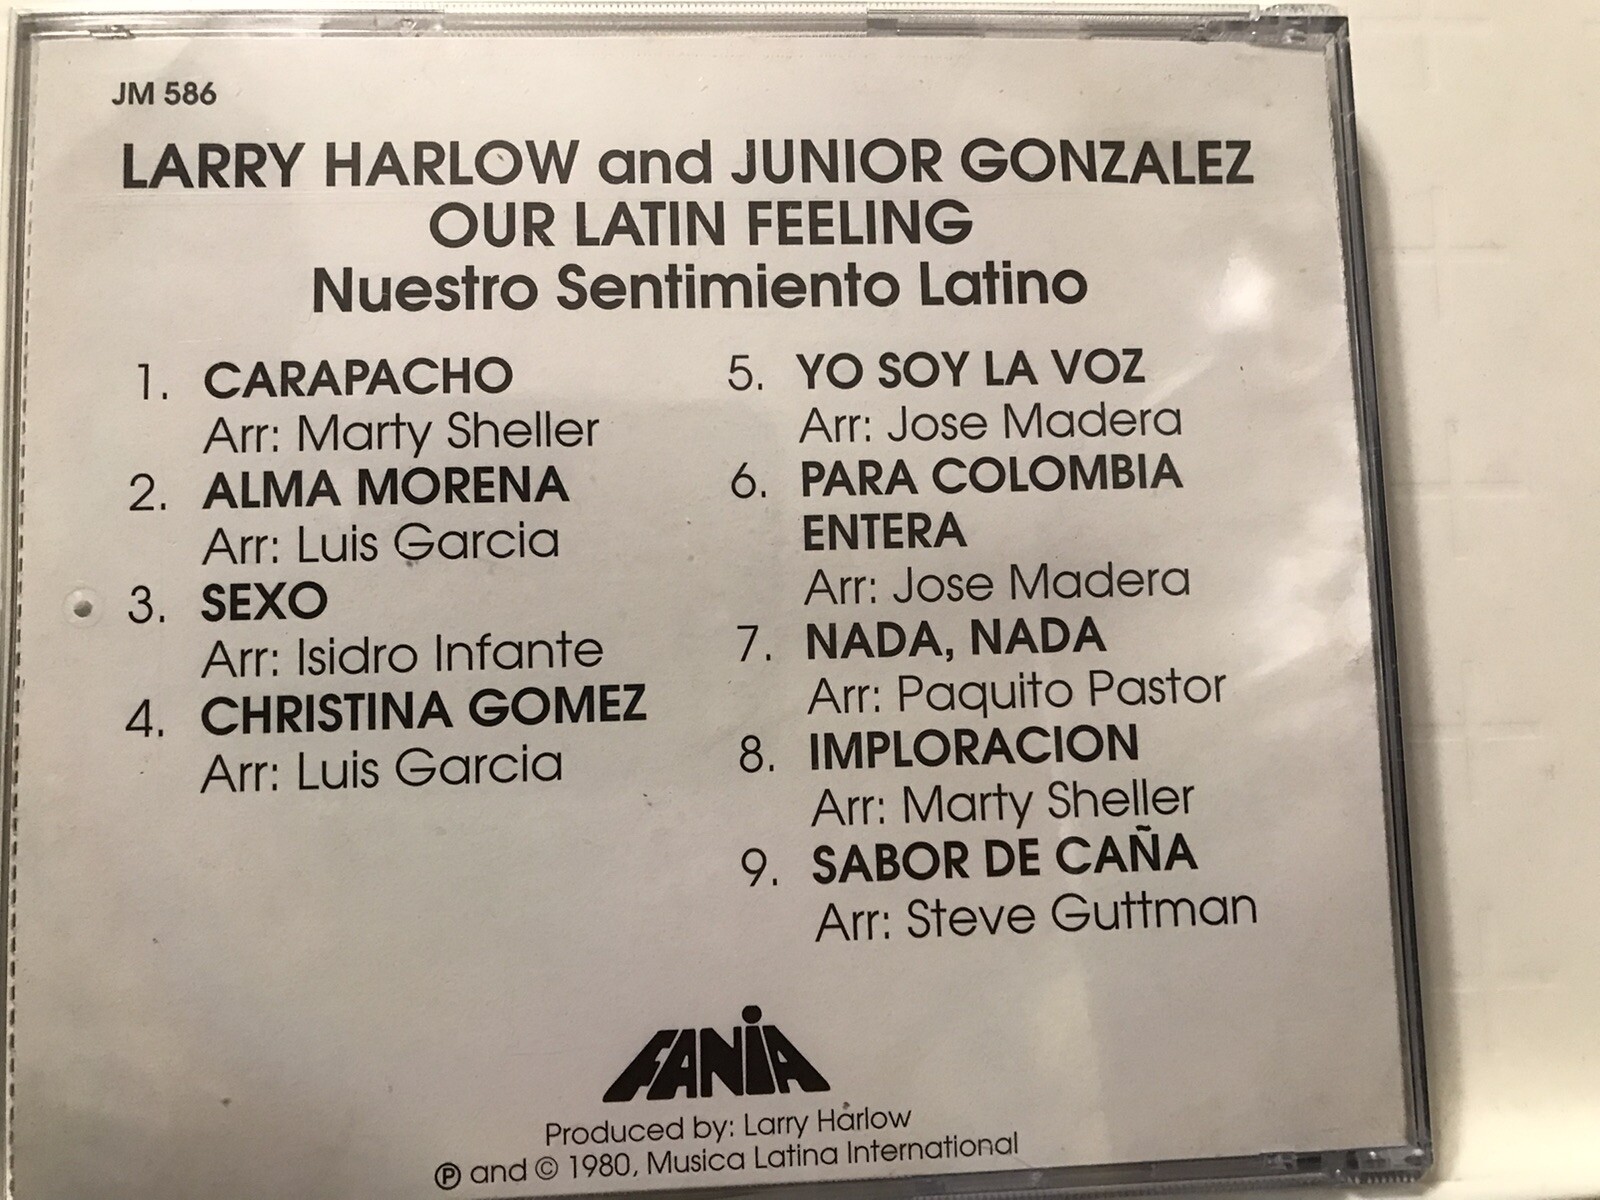 JM 586
LARRY HARLOW and JUNIOR GONZALEZ
OUR LATIN FEELING
Nuestro Sentimiento Latino
1. CARAPACHO
Arr: Marty Sheller
2. ALMA MORENA
Arr: Luis Garcia
3. SEXO
Arr: Isidro Infante
4. CHRISTINA GOMEZ
Arr: Luis Garcia
5. YO SOY LA VOZ
Arr: Jose Madera
6. PARA COLOMBIA
ENTERA
Arr: Jose Madera
7. NADA, NADA
Arr: Paquito Pastor
8. IMPLORACION
Arr: Marty Sheller
9. SABOR DE CAÑA
Arr: Steve Guttman
FANiA
Produced by: Larry Harlow
℗ and © 1980, Musica Latina International